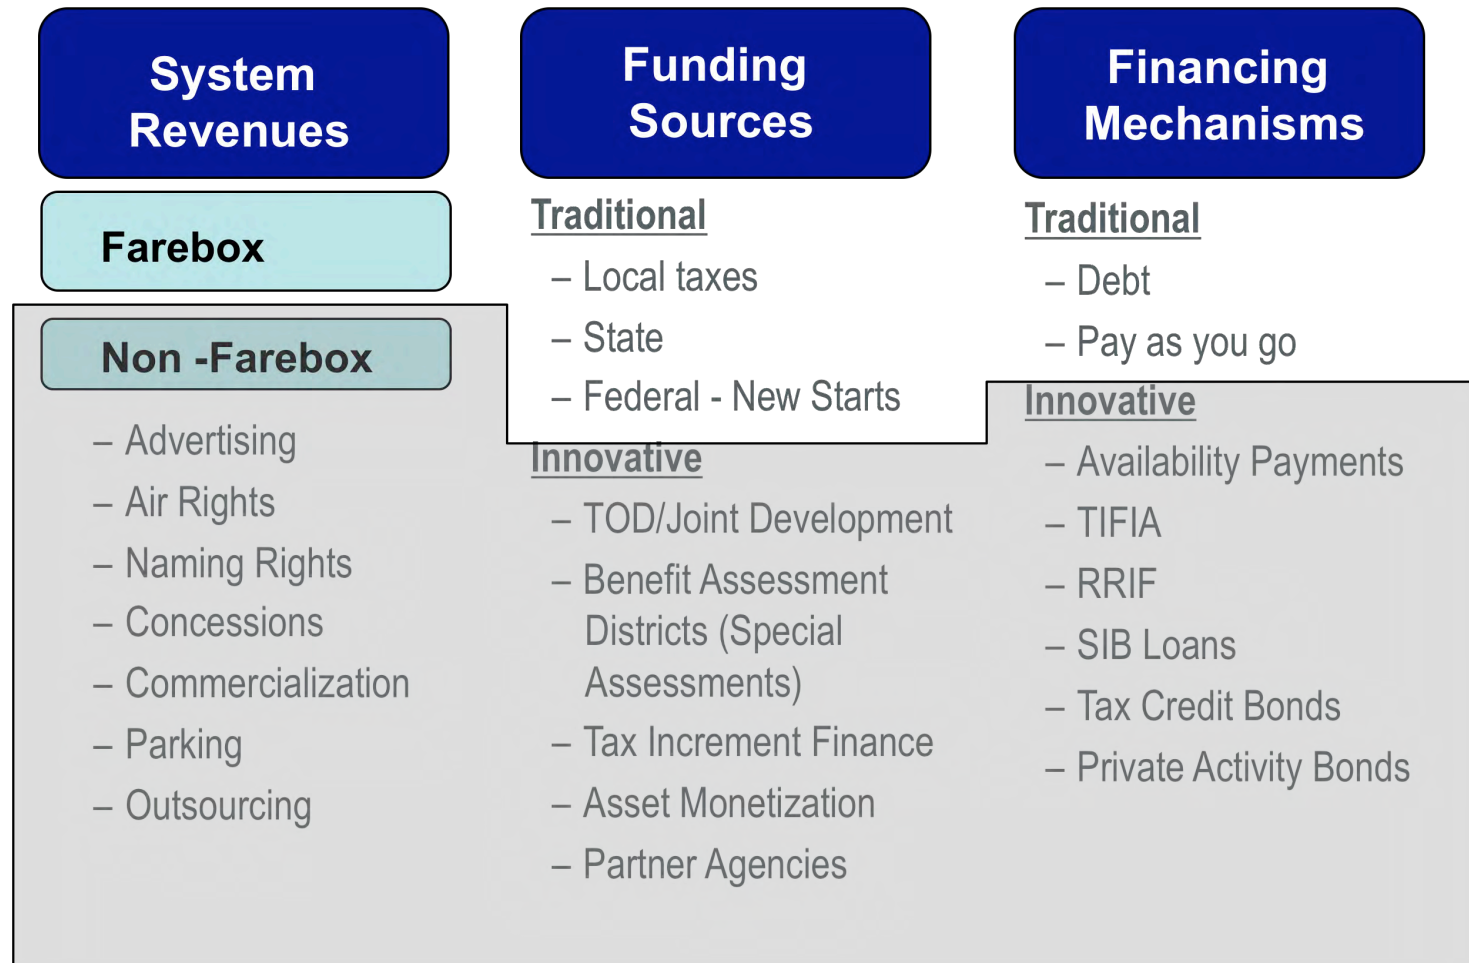 System
Revenues
Farebox
Non -Farebox
– Advertising
– Air Rights
– Naming Rights
– Concessions
– Commercialization
– Parking
– Outsourcing
Funding
Sources
Traditional
– Local taxes
– State
– Federal - New Starts
Innovative
– TOD/Joint Development
– Benefit Assessment
Districts (Special
Assessments)
– Tax Increment Finance
– Asset Monetization
– Partner Agencies
Financing
Mechanisms
Traditional
– Debt
– Pay as you go
Innovative
– Availability Payments
– TIFIA
– RRIF
– SIB Loans
– Tax Credit Bonds
– Private Activity Bonds